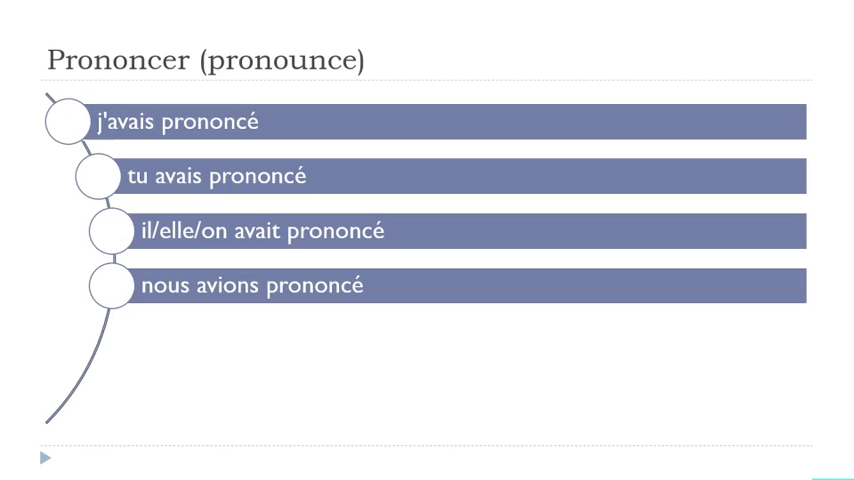 Prononcer (pronounce)
j'avais prononcé
tu avais prononcé
il/elle/on avait prononcé
nous avions prononcé